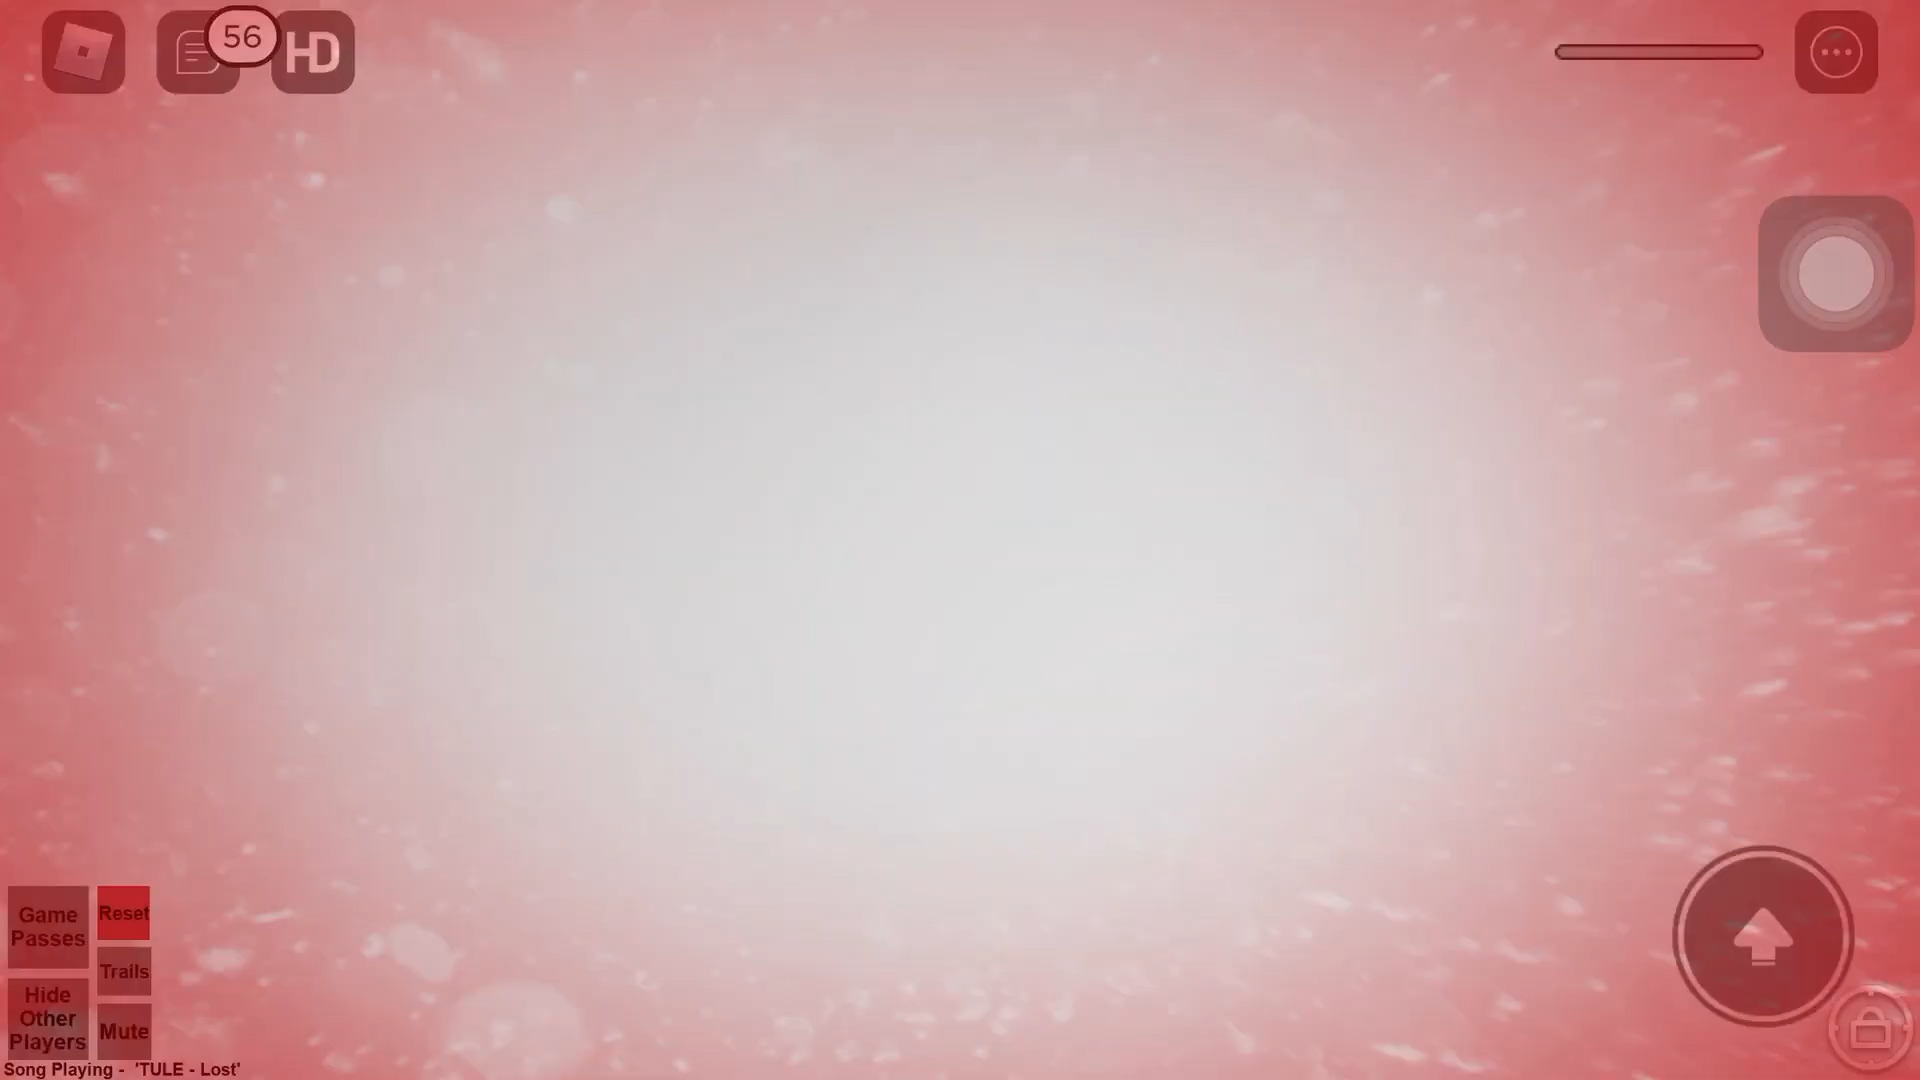 56
HD
Game
Passes
Reset
Trails
Hide
Other
Players
Mute
Song Playing - 'TULE - Lost'